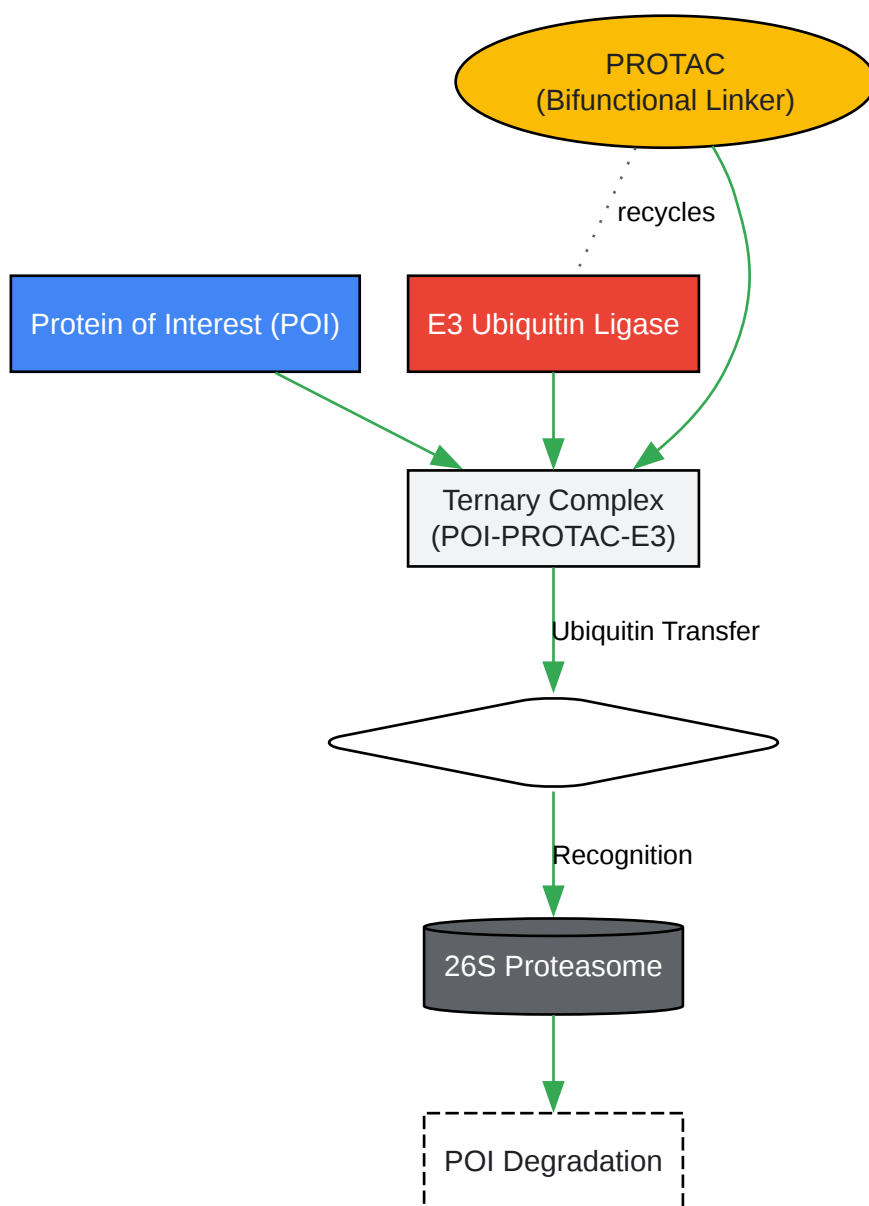 PROTAC
(Bifunctional Linker)
recycles
Protein of Interest (POI)
E3 Ubiquitin Ligase
Ternary Complex
(POI-PROTAC-E3)
Ubiquitin Transfer
Recognition
26S Proteasome
POI Degradation